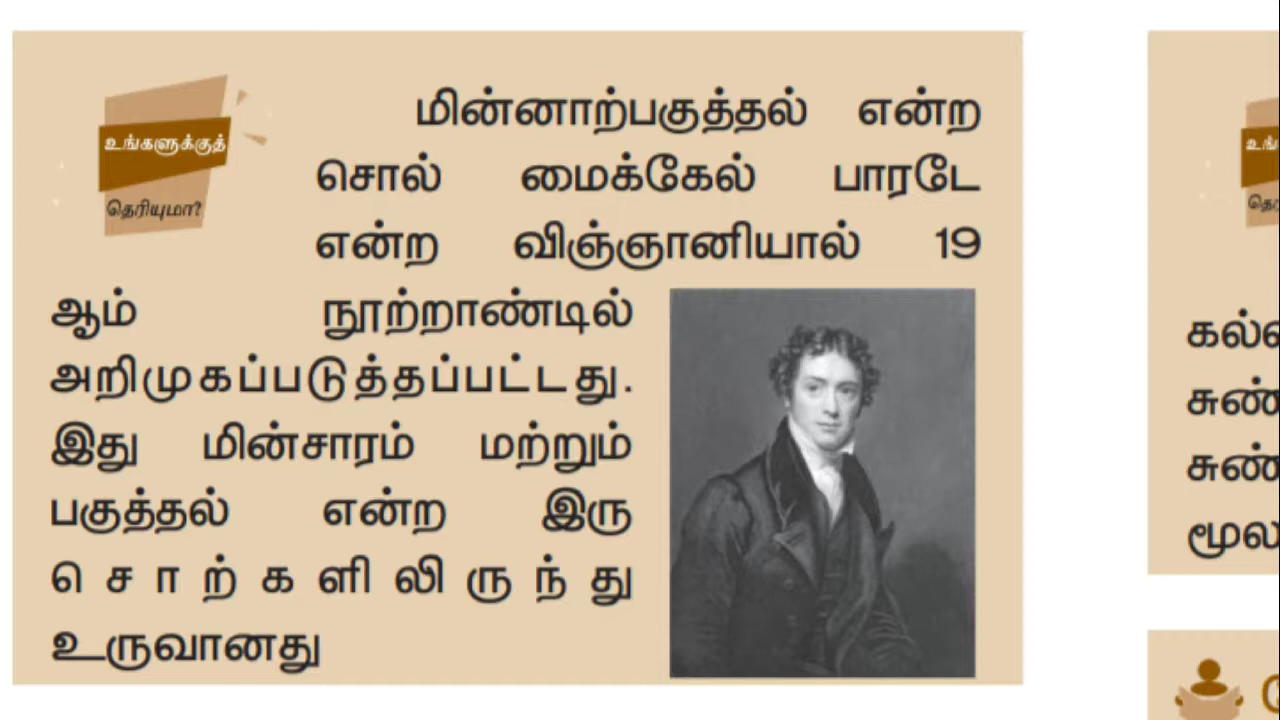 உங்களுக்குத்
தெரியுமா?
மின்னாற்பகுத்தல் என்ற
சொல் மைக்கேல் பாரடே
என்ற விஞ்ஞானியால் 19
ஆம் நூற்றாண்டில்
அறிமுகப்படுத்தப்பட்டது.
இது மின்சாரம் மற்றும்
பகுத்தல் என்ற இரு
சொற்களிலிருந்து
உருவானது